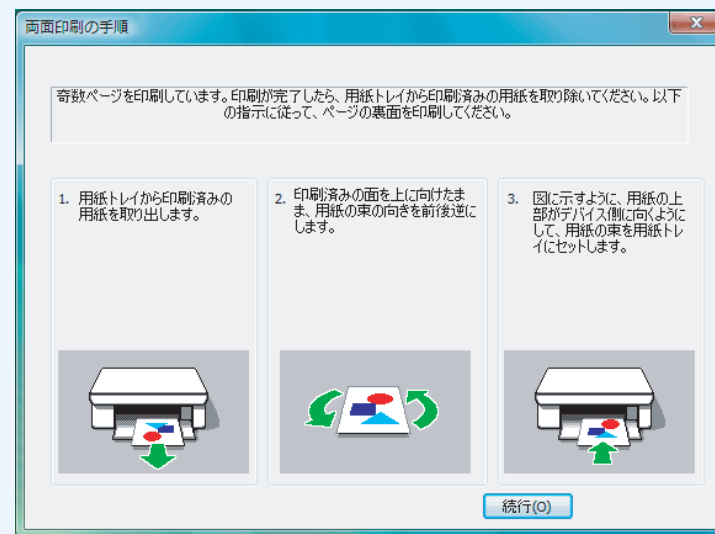 両面印刷の手順
奇数ページを印刷しています。印刷が完了したら、用紙トレイから印刷済みの用紙を取り除いてください。以下
の指示に従って、ページの裏面を印刷してください。
1. 用紙トレイから印刷済みの
用紙を取り出します。
2. 印刷済みの面を上に向けたま
ま、用紙の束の向きを前後逆に
します。
3. 図に示すように、用紙の上
部がデバイス側に向くように
して、用紙の束を用紙トレ
イにセットします。
続行(O)